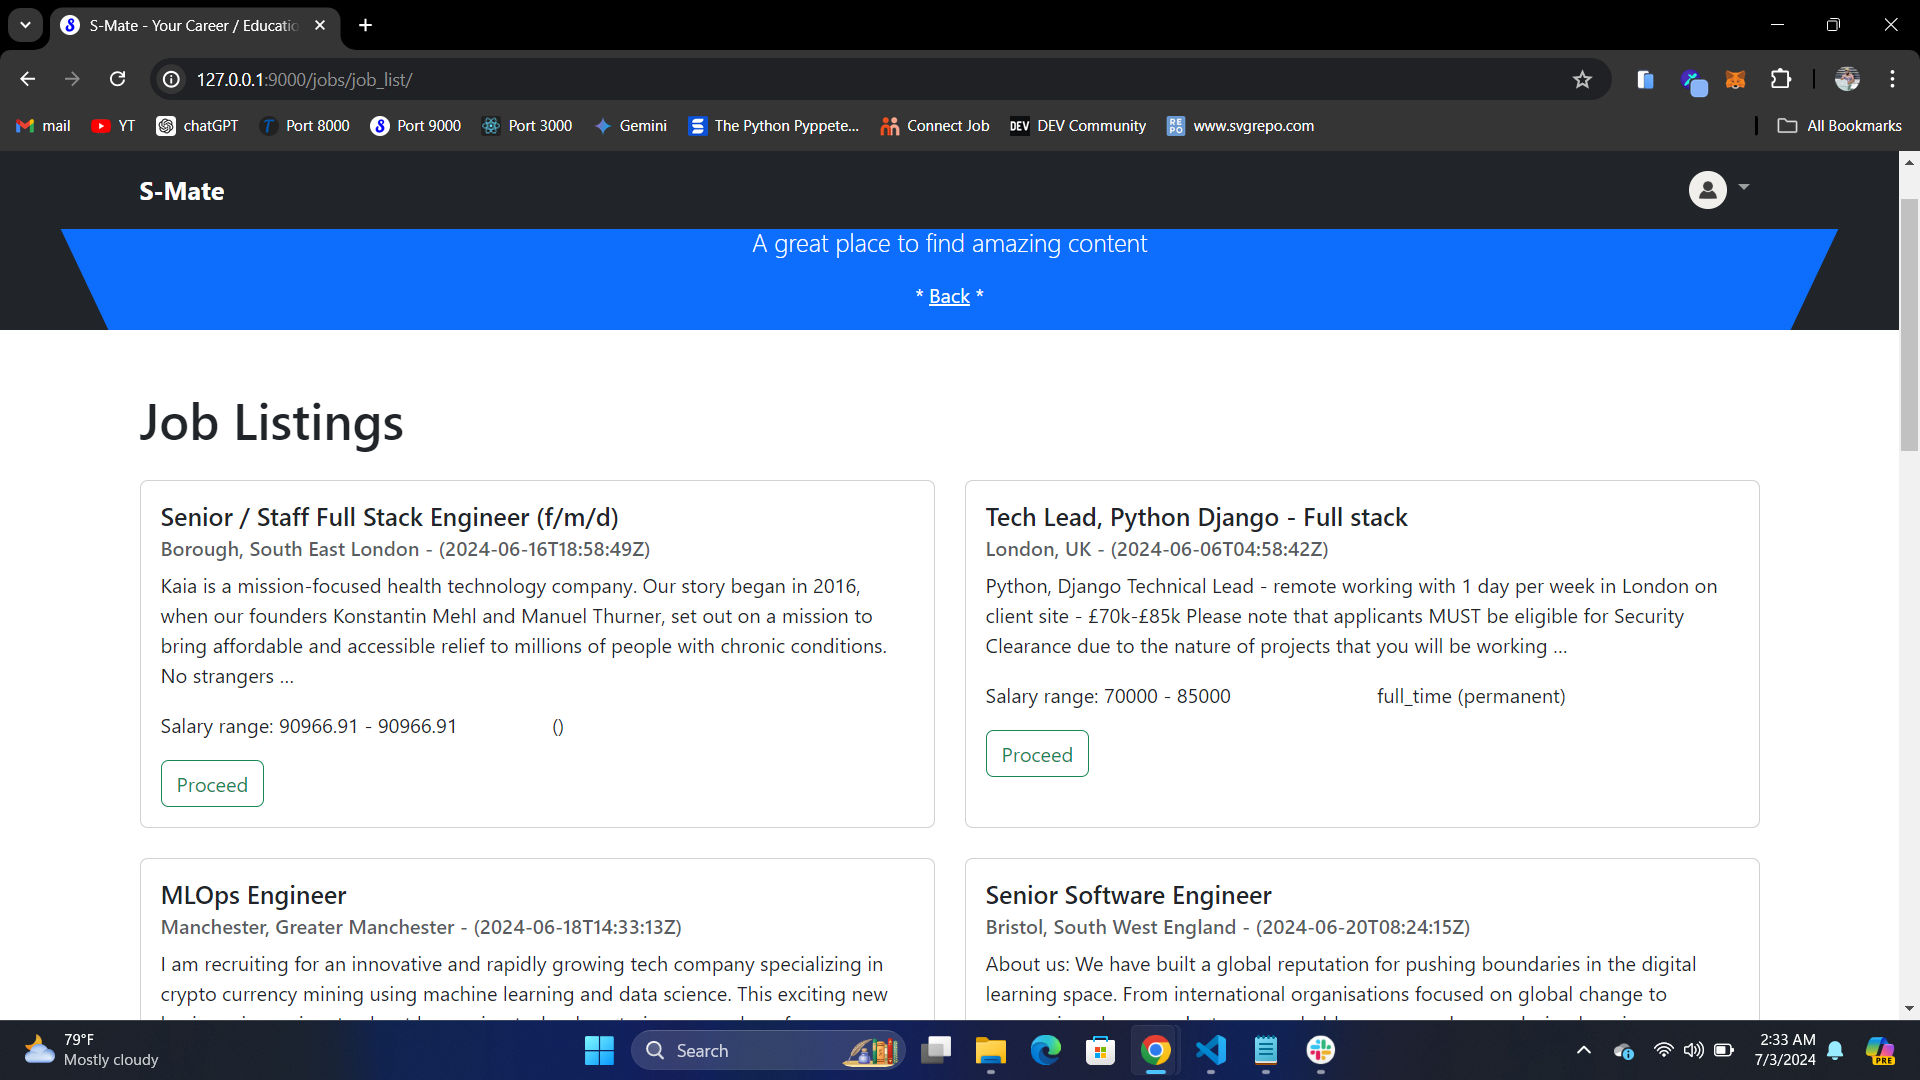 S-Mate - Your Career / Educatio
127.0.0.1:9000/jobs/job_list/
mail YT chatGPT Port 8000 Port 9000 Port 3000 Gemini The Python Pyppete... Connect Job DEV DEV Community RE PO www.svgrepo.com All Bookmarks
S-Mate
A great place to find amazing content
* Back *
Job Listings
Senior / Staff Full Stack Engineer (f/m/d)
Borough, South East London - (2024-06-16T18:58:49Z)
Kaia is a mission-focused health technology company. Our story began in 2016,
when our founders Konstantin Mehl and Manuel Thurner, set out on a mission to
bring affordable and accessible relief to millions of people with chronic conditions.
No strangers ...
Salary range: 90966.91 - 90966.91 ()
Proceed
Tech Lead, Python Django - Full stack
London, UK - (2024-06-06T04:58:42Z)
Python, Django Technical Lead - remote working with 1 day per week in London on
client site - £70k-£85k Please note that applicants MUST be eligible for Security
Clearance due to the nature of projects that you will be working ...
Salary range: 70000 - 85000 full_time (permanent)
Proceed
MLOps Engineer
Manchester, Greater Manchester - (2024-06-18T14:33:13Z)
I am recruiting for an innovative and rapidly growing tech company specializing in
crypto currency mining using machine learning and data science. This exciting new
Senior Software Engineer
Bristol, South West England - (2024-06-20T08:24:15Z)
About us: We have built a global reputation for pushing boundaries in the digital
learning space. From international organisations focused on global change to
79°F
Mostly cloudy
Search
2:33 AM
7/3/2024
PRE